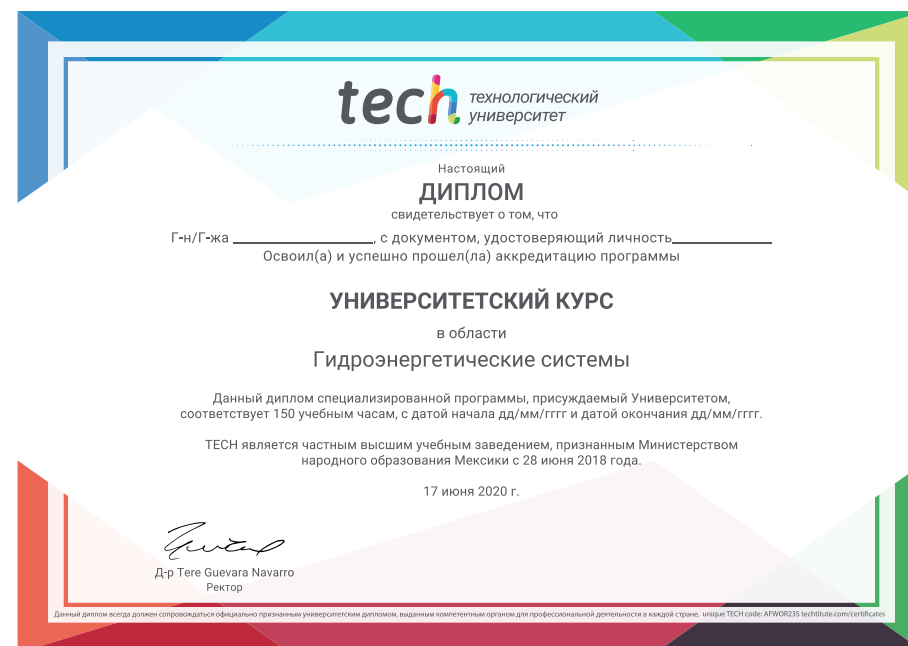 tech технологический
университет
Настоящий
ДИПЛОМ
свидетельствует о том, что
Г-н/Г-жа ____________________, с документом, удостоверяющий личность______________
Освоил(а) и успешно прошел(ла) аккредитацию программы
УНИВЕРСИТЕТСКИЙ КУРС
в области
Гидроэнергетические системы
Данный диплом специализированной программы, присуждаемый Университетом,
соответствует 150 учебным часам, с датой начала дд/мм/гггг и датой окончания дд/мм/гггг.
TECH является частным высшим учебным заведением, признанным Министерством
народного образования Мексики с 28 июня 2018 года.
17 июня 2020 г.
Д-р Tere Guevara Navarro
Ректор
Данный диплом всегда должен сопровождаться официально признанным университетским дипломом, выданным компетентным органом для профессиональной деятельности в каждой стране. unique TECH code: AFWOR23S techtitute.com/certificates